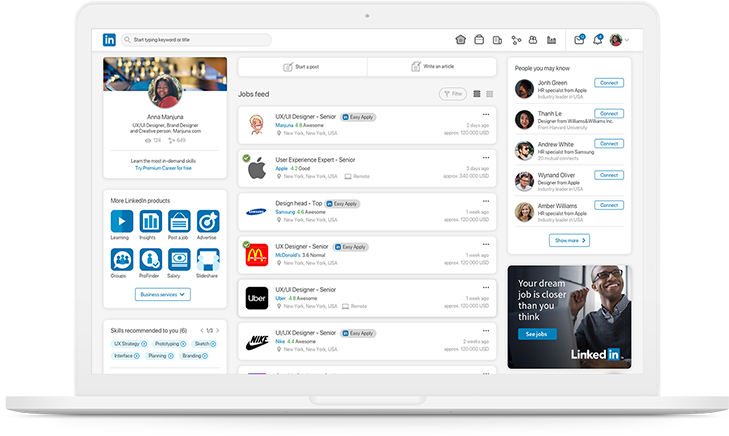 in
Start typing keyword or title
Anna Manjuna
UX/UI Designer, Brand Designer
and Creative person. Manjuna.com
124 649
Learn the most in-demand skills
Try Premium Career for free
More LinkedIn products
Learning Insights Post a job Advertise
Groups ProFinder Salary Slideshare
Business services
Skills recommended to you (6) 1/3
UX Strategy Prototyping Sketch
Interface Planning Branding
Start a post Write an article
Jobs feed Filter
UX/UI Designer - Senior in Easy Apply
Manjuna 4.8 Awesome 3 days ago
New York, New York, USA approx. 120 000 USD
User Experience Expert - Senior
Apple 4.2 Good 3 days ago
New York, New York, USA Remote approx. 340 000 USD
SAMSUNG
Design head - Top in Easy Apply
Samsung 4.6 Awesome 1 week ago
New York, New York, USA approx. 120 000 USD
UX Designer - Senior in Easy Apply
McDonald's 3.6 Normal 1 week ago
New York, New York, USA approx. 120 000 USD
Uber
UX/UI Designer - Senior
Uber 4.8 Awesome 1 week ago
New York, New York, USA Remote approx. 120 000 USD
NIKE
UI/UX Designer - Senior in Easy Apply
Nike 4.4 Awesome 2 weeks ago
New York, New York, USA approx. 120 000 USD
People you may know
Jonh Green Connect
HR specialist from Apple
Industry leader in USA
Thanh Le Connect
Designer from Williams&Williams Inc
From Harvard University
Andrew White Connect
HR specialist from Samsung
20 mutual connects
Wynand Oliver Connect
Designer from Apple
Industry leader in USA
Amber Williams Connect
HR specialist from Apple
Industry leader in USA
Show more
Your dream
job is closer
than you
think
See jobs
Linked in